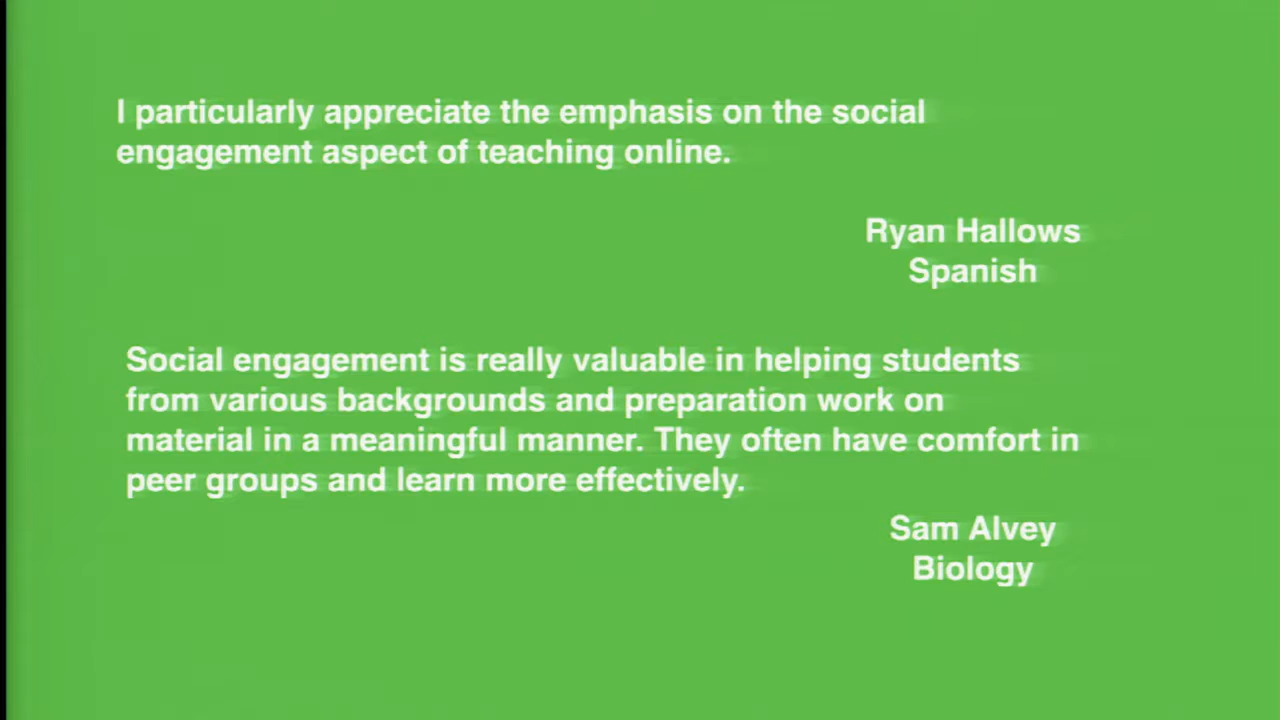 I particularly appreciate the emphasis on the social
engagement aspect of teaching online.
Ryan Hallows
Spanish
Social engagement is really valuable in helping students
from various backgrounds and preparation work on
material in a meaningful manner. They often have comfort in
peer groups and learn more effectively.
Sam Alvey
Biology